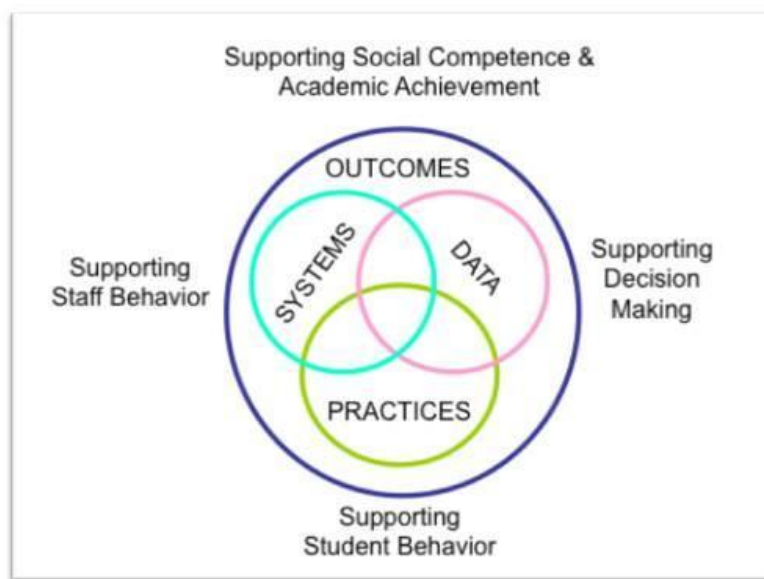 Supporting Social Competence &
Academic Achievement
OUTCOMES
SYSTEMS
DATA
Supporting
Staff Behavior
Supporting
Decision
Making
PRACTICES
Supporting
Student Behavior